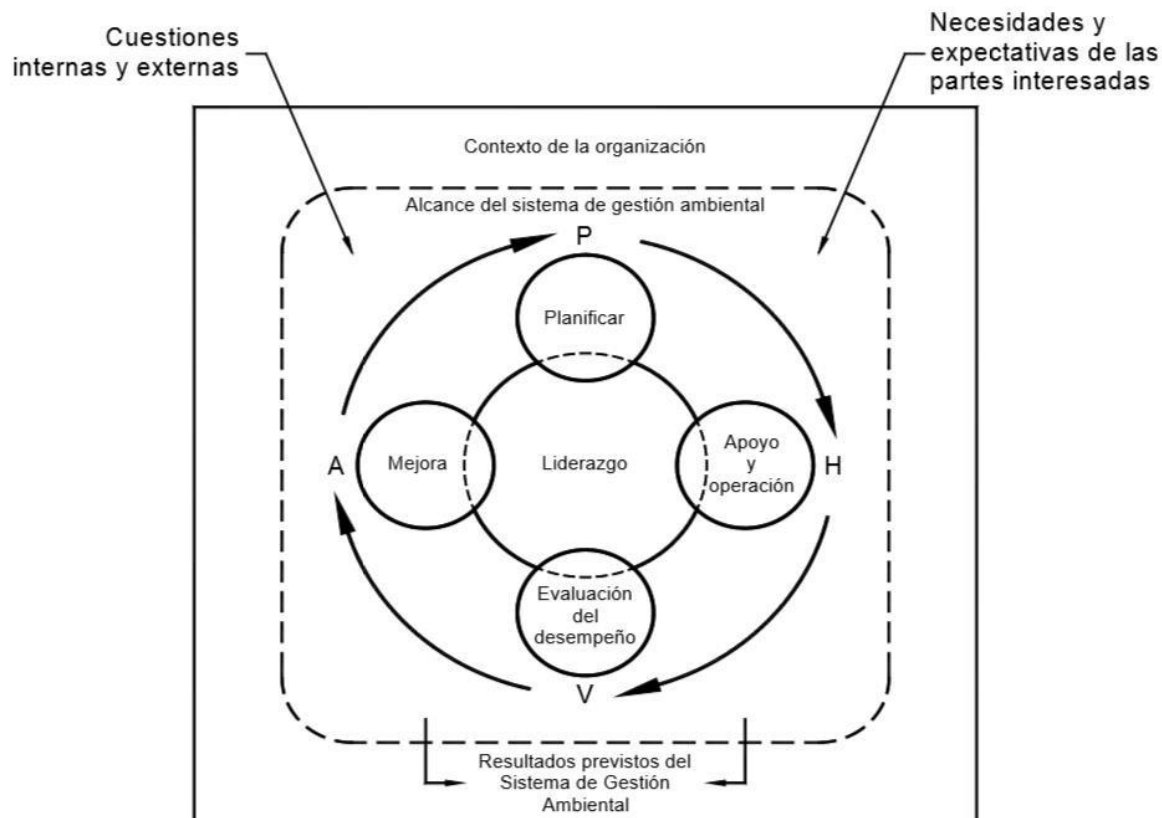 Cuestiones
internas y externas
Necesidades y
expectativas de las
partes interesadas
Contexto de la organización
Alcance del sistema de gestión ambiental
P
Planificar
A
Mejora
Liderazgo
Apoyo
y
operación
H
Evaluación
del
desempeño
V
Resultados previstos del
Sistema de Gestión
Ambiental